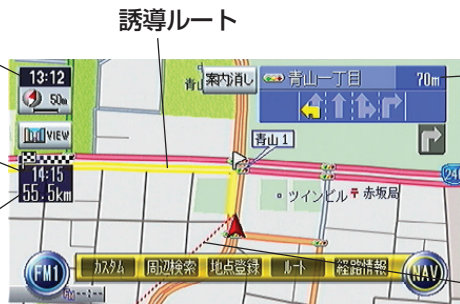 誘導ルート
13:12
案内消し
青山一丁目
70m
青山
50m
VIEW
青山1
14:15
55.5km
ツインビル
〒赤坂局
カスタム
周辺検索
地点登録
ルート
経路情報
FM1
NAV